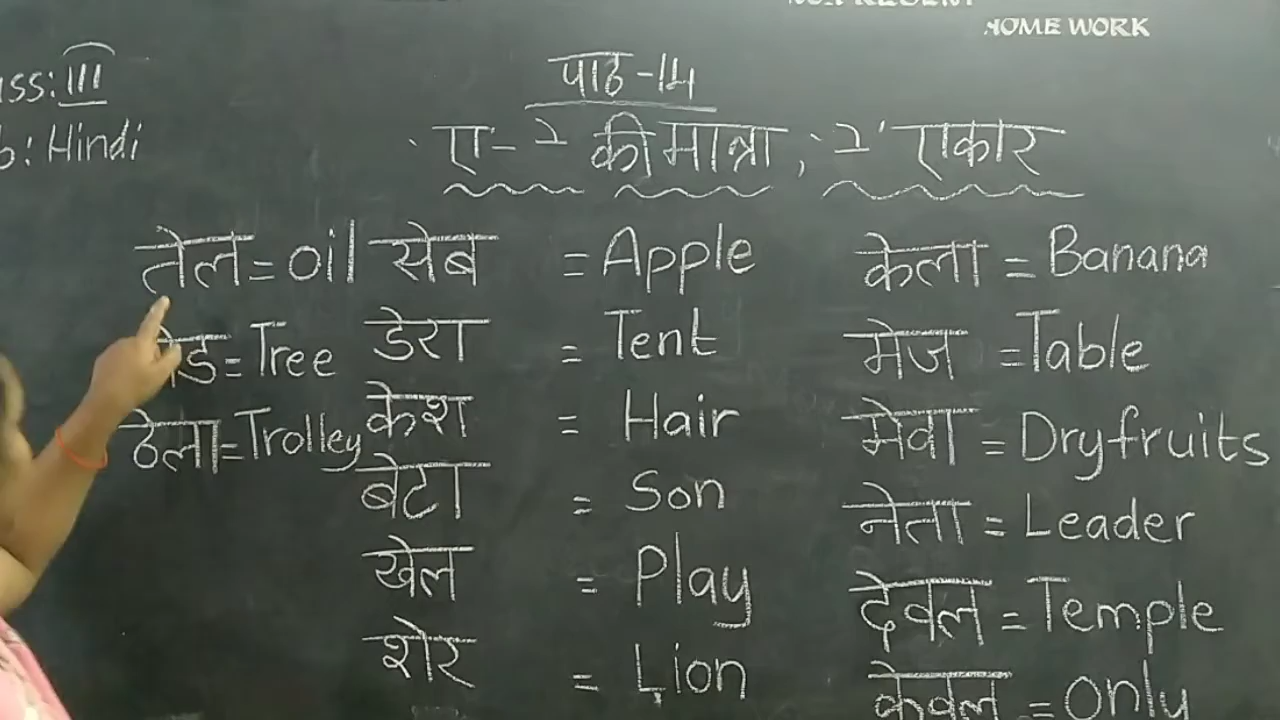 HOME WORK
पाठ-14
ss: III
: Hindi
ए- े की मात्रा, ' े' एकार
तेल = oil सेब = Apple केला = Banana
= Tree डेरा = Tent मेज = Table
ठेला = Trolley केश = Hair मेवा = Dryfruits
बेटा = Son नेता = Leader
खेल = Play देवल = Temple
शेर = Lion केवल = only